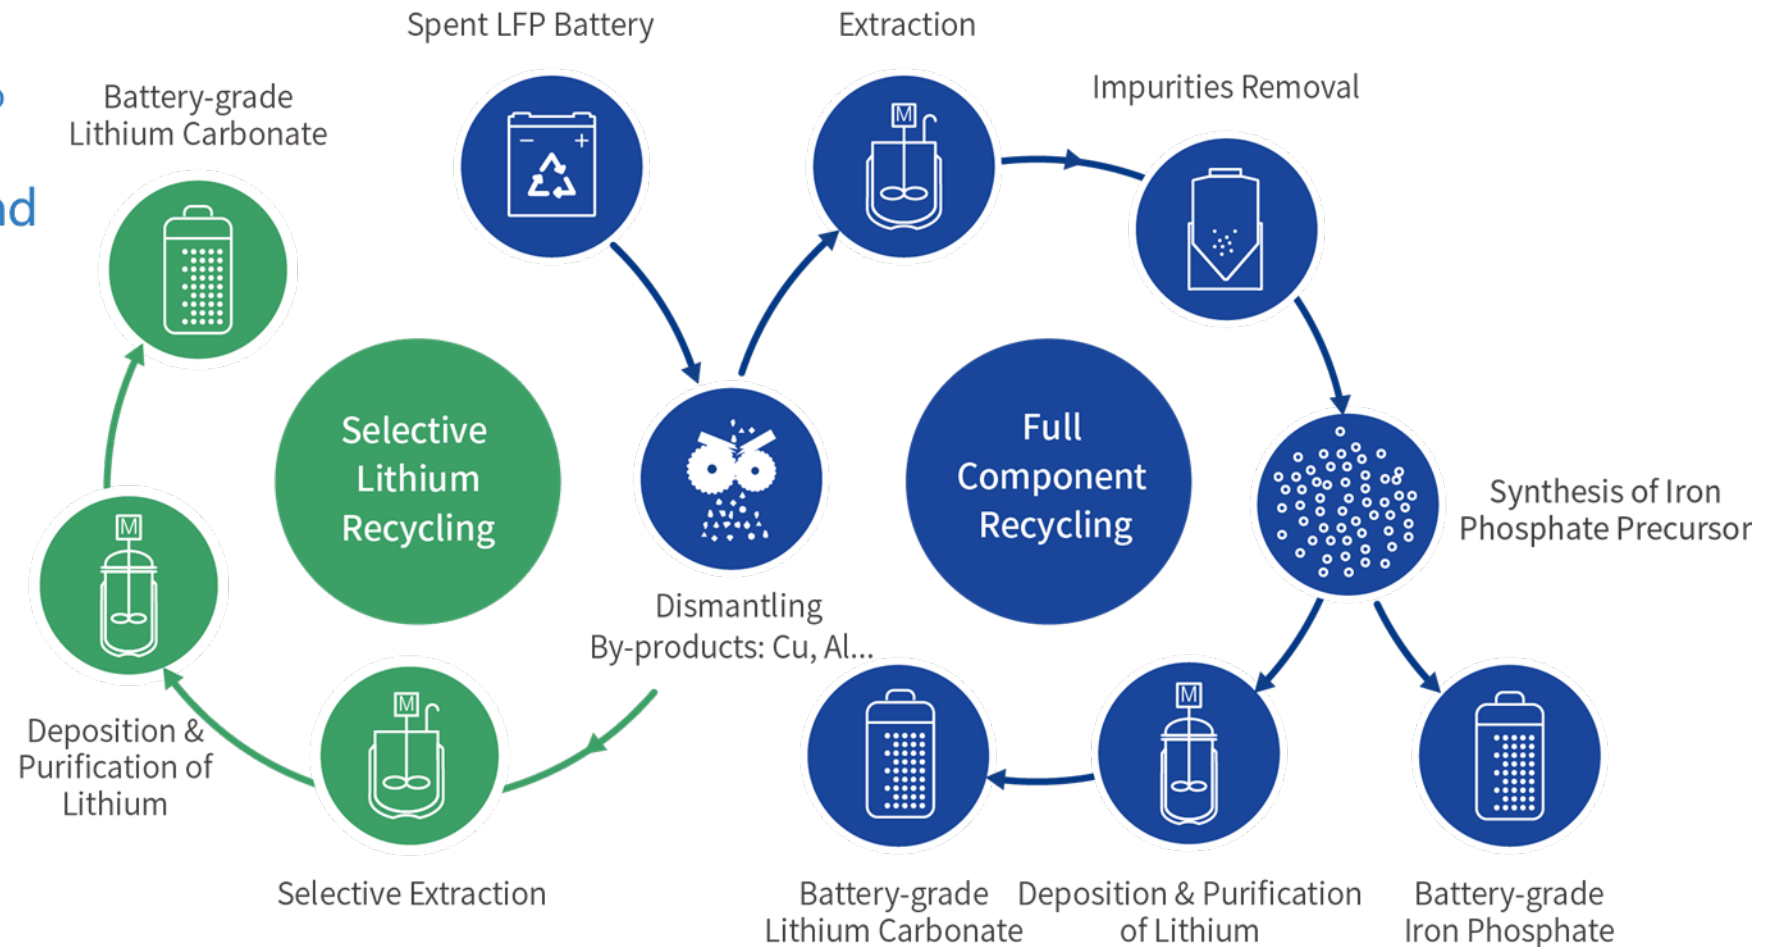 Spent LFP Battery
Extraction
Impurities Removal
Battery-grade
Lithium Carbonate
nd
M
Selective
Lithium
Recycling
Full
Component
Recycling
Synthesis of Iron
Phosphate Precursor
M
Dismantling
By-products: Cu, Al...
Deposition &
Purification of
Lithium
M
M
Selective Extraction
Battery-grade
Lithium Carbonate
Deposition & Purification
of Lithium
Battery-grade
Iron Phosphate